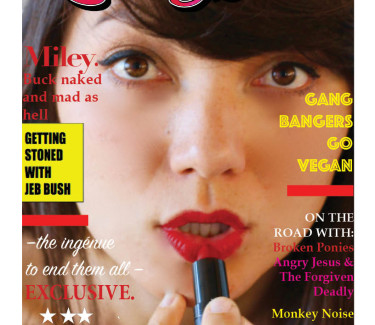 Miley.
Buck naked
and mad as
hell
GETTING
STONED
WITH
JEB BUSH
GANG
BANGERS
GO
VEGAN
ON THE
ROAD WITH:
Broken Ponies
Angry Jesus &
The Forgiven
Deadly
Monkey Noise
–the ingénue
to end them all –
EXCLUSIVE.